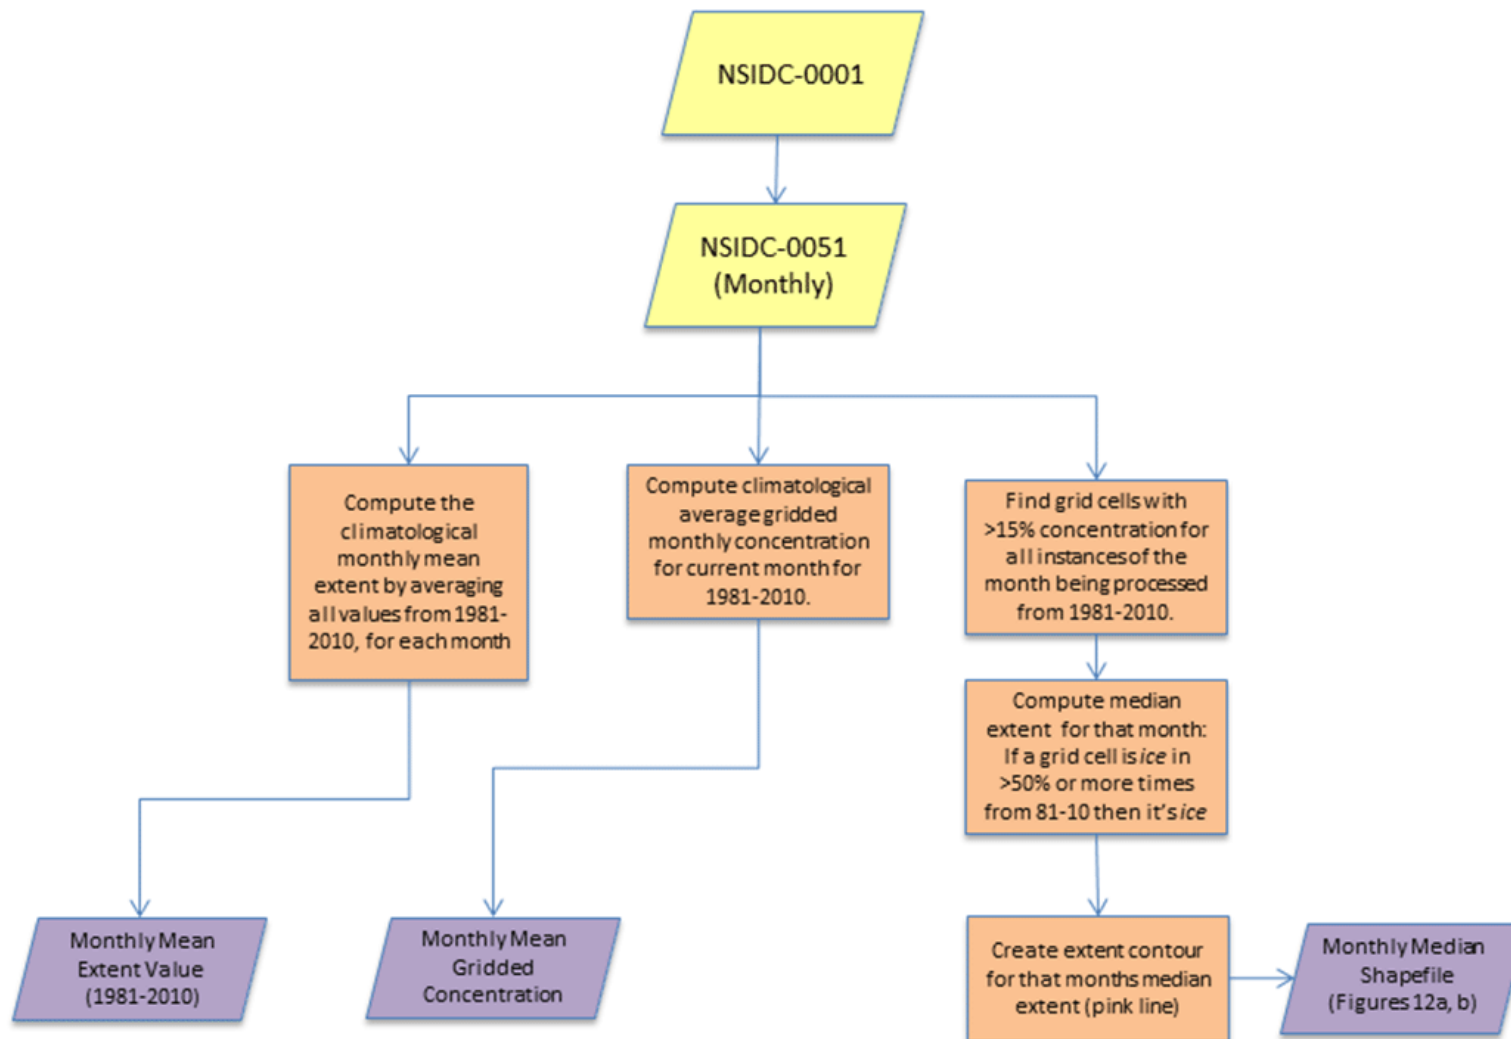 NSIDC-0001
NSIDC-0051
(Monthly)
Compute the
climatological
monthly mean
extent by averaging
all values from 1981-
2010, for each month
Compute climatological
average gridded
monthly concentration
for current month for
1981-2010.
Find grid cells with
>15% concentration for
all instances of the
month being processed
from 1981-2010.
Compute median
extent for that month:
If a grid cell is ice in
>50% or more times
from 81-10 then it's ice
Create extent contour
for that months median
extent (pink line)
Monthly Mean
Extent Value
(1981-2010)
Monthly Mean
Gridded
Concentration
Monthly Median
Shapefile
(Figures 12a, b)